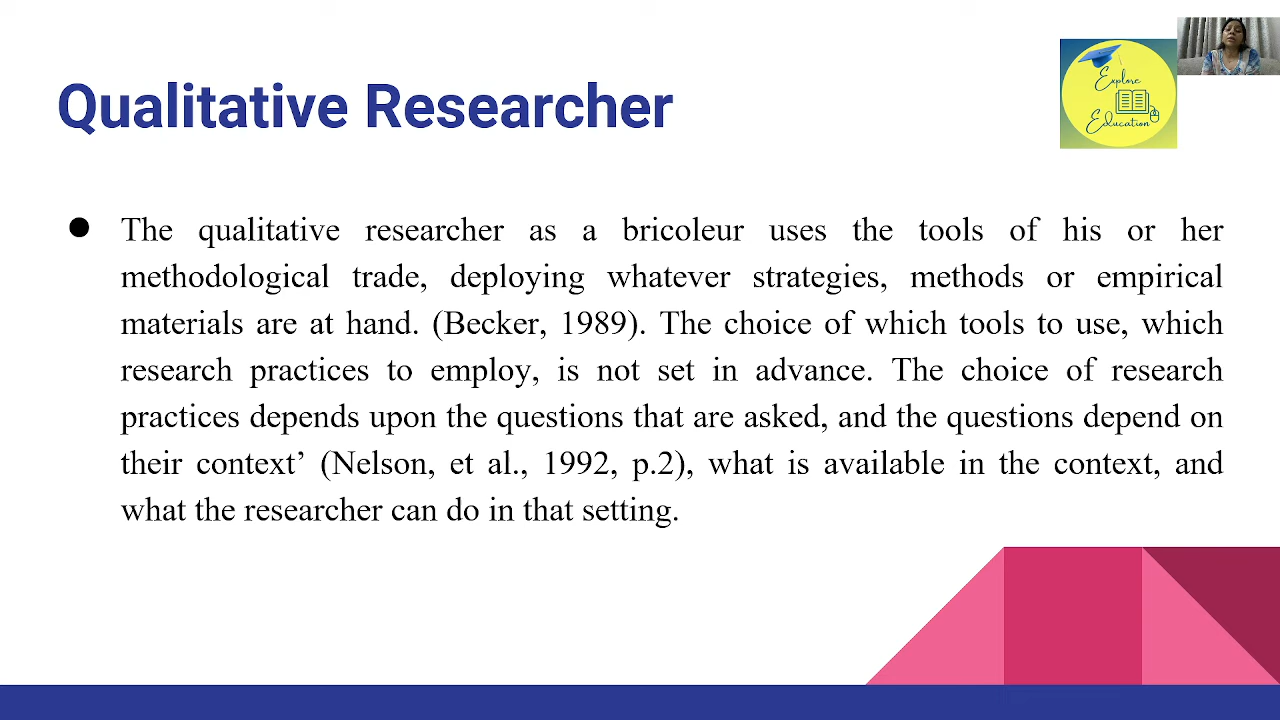 Qualitative Researcher
Explore
Education
● The qualitative researcher as a bricoleur uses the tools of his or her
methodological trade, deploying whatever strategies, methods or empirical
materials are at hand. (Becker, 1989). The choice of which tools to use, which
research practices to employ, is not set in advance. The choice of research
practices depends upon the questions that are asked, and the questions depend on
their context’ (Nelson, et al., 1992, p.2), what is available in the context, and
what the researcher can do in that setting.